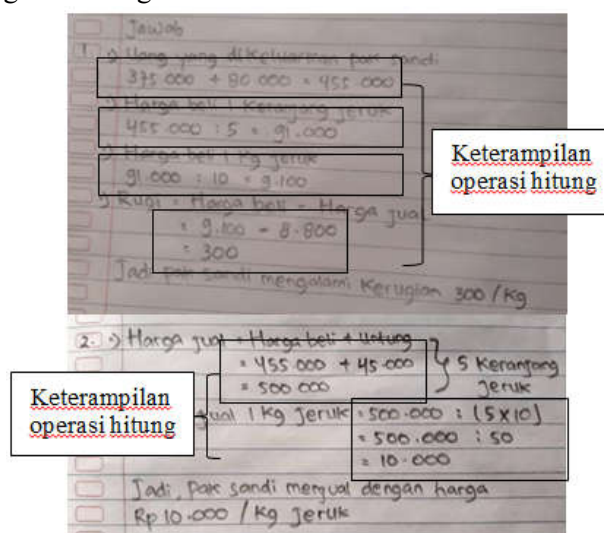 Jawab
1. → Uang yang dikeluarkan pak sandi
375.000 + 80.000 = 455.000
→ Harga beli 1 keranjang jeruk
455.000 : 5 = 91.000
→ Harga beli 1 kg jeruk
91.000 : 10 = 9.100
→ Rugi = Harga beli - Harga jual
= 9.100 - 8.800
= 300
Jadi pak sandi mengalami kerugian 300/kg
Keterampilan
operasi hitung
2. → Harga jual = Harga beli + Untung
= 455.000 + 45.000
= 500.000
5 Keranjang
Jeruk
Keterampilan
operasi hitung
jual 1 kg Jeruk = 500.000 : (5x10)
= 500.000 : 50
= 10.000
Jadi, Pak sandi menjual dengan harga
Rp 10.000 / kg Jeruk